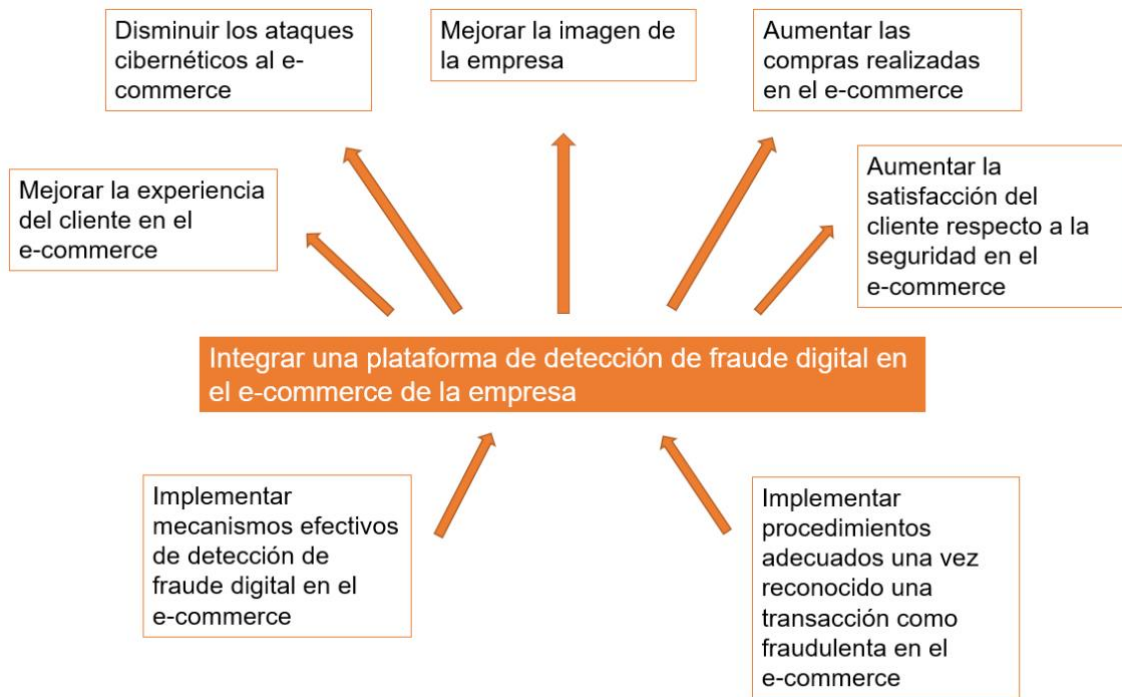 Disminuir los ataques
cibernéticos al e-
commerce
Mejorar la imagen de
la empresa
Aumentar las
compras realizadas
en el e-commerce
Mejorar la experiencia
del cliente en el
e-commerce
Aumentar la
satisfacción del
cliente respecto a la
seguridad en el
e-commerce
Integrar una plataforma de detección de fraude digital en
el e-commerce de la empresa
Implementar
mecanismos efectivos
de detección de
fraude digital en el
e-commerce
Implementar
procedimientos
adecuados una vez
reconocido una
transacción como
fraudulenta en el
e-commerce